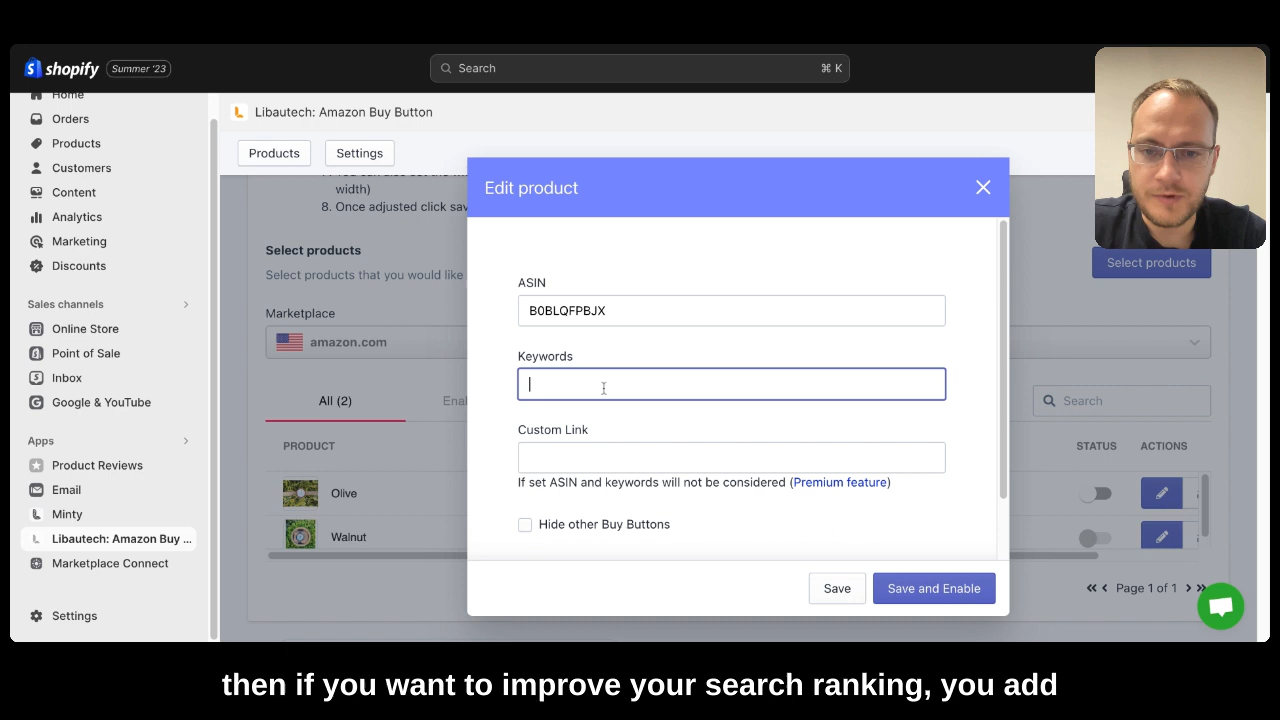 shopify Summer '23
Search ⌘ K
Home
Orders
Products
Customers
Content
Analytics
Marketing
Discounts
Sales channels
Online Store
Point of Sale
Inbox
Google & YouTube
Apps
Product Reviews
Email
Minty
Libautech: Amazon Buy ...
Marketplace Connect
Settings
Libautech: Amazon Buy Button
Products Settings
width)
8. Once adjusted click sav
Select products
Select products that you would like
Select products
Marketplace
amazon.com
All (2) Enal
Search
PRODUCT STATUS ACTIONS
Olive
Walnut
Page 1 of 1
Edit product
ASIN
B0BLQFPBJX
Keywords
Custom Link
If set ASIN and keywords will not be considered (Premium feature)
Hide other Buy Buttons
Save Save and Enable
then if you want to improve your search ranking, you add